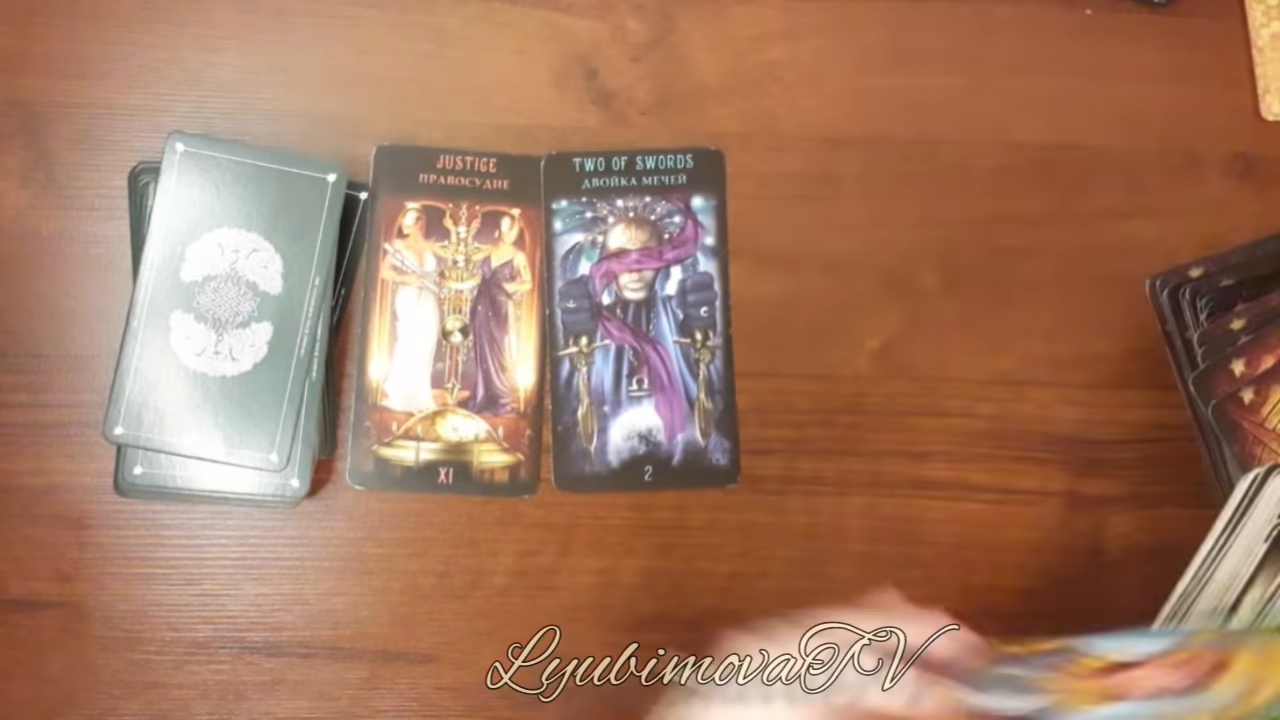 JUSTICE
ПРАВОСУДИЕ
XI
TWO OF SWORDS
ДВОЙКА МЕЧЕЙ
2
LyubimovaTV